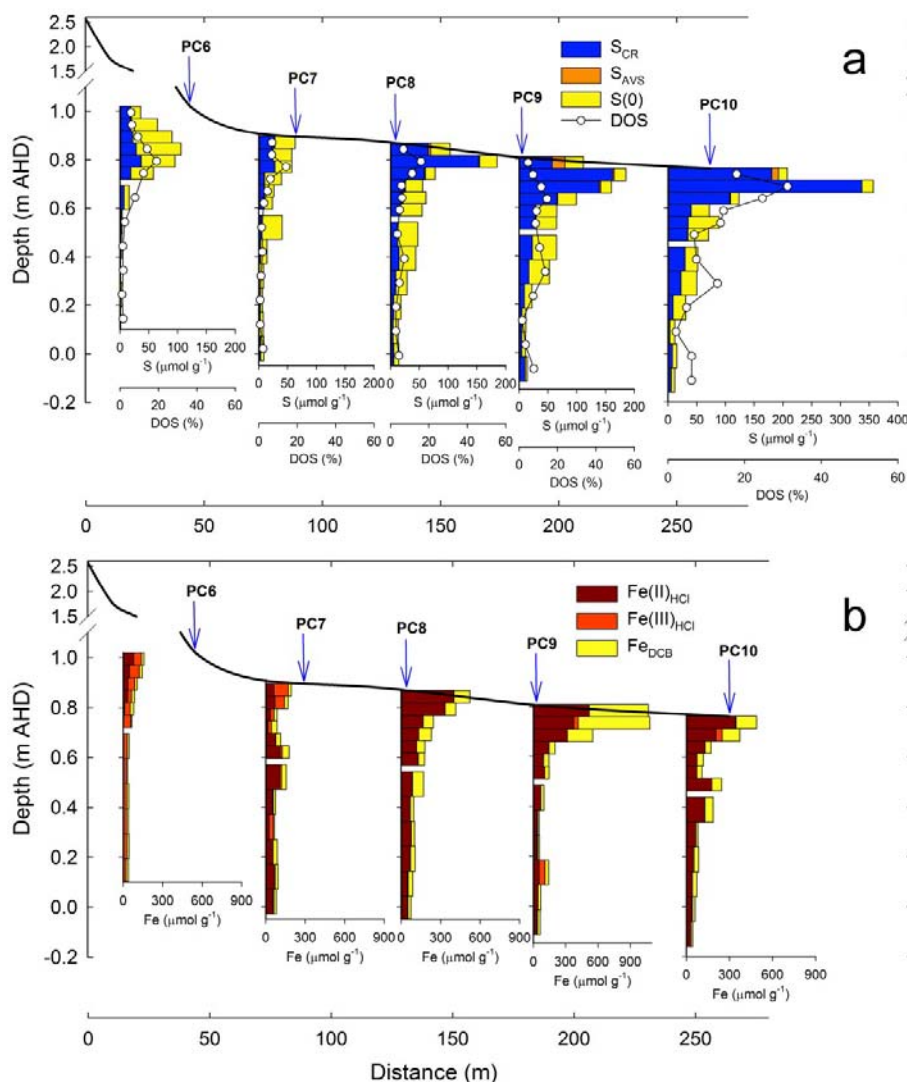 a
S_CR
S_AVS
S(0)
DOS
PC6
PC7
PC8
PC9
PC10
Depth (m AHD)
2.5
2.0
1.5
1.0
0.8
0.6
0.4
0.2
0.0
-0.2
0 50 100 150 200
S (μmol g⁻¹)
0 20 40 60
DOS (%)
0 50 100 150 200
S (μmol g⁻¹)
0 20 40 60
DOS (%)
0 50 100 150 200
S (μmol g⁻¹)
0 20 40 60
DOS (%)
0 50 100 150 200
S (μmol g⁻¹)
0 20 40 60
DOS (%)
0 50 100 150 200 250 300 350 400
S (μmol g⁻¹)
0 20 40 60
DOS (%)
0 50 100 150 200 250
b
Fe(II)_HCl
Fe(III)_HCl
Fe_DCB
PC6
PC7
PC8
PC9
PC10
Depth (m AHD)
2.5
2.0
1.5
1.0
0.8
0.6
0.4
0.2
0.0
-0.2
0 300 600 900
Fe (μmol g⁻¹)
0 300 600 900
Fe (μmol g⁻¹)
0 300 600 900
Fe (μmol g⁻¹)
0 300 600 900
Fe (μmol g⁻¹)
0 300 600 900
Fe (μmol g⁻¹)
0 50 100 150 200 250
Distance (m)